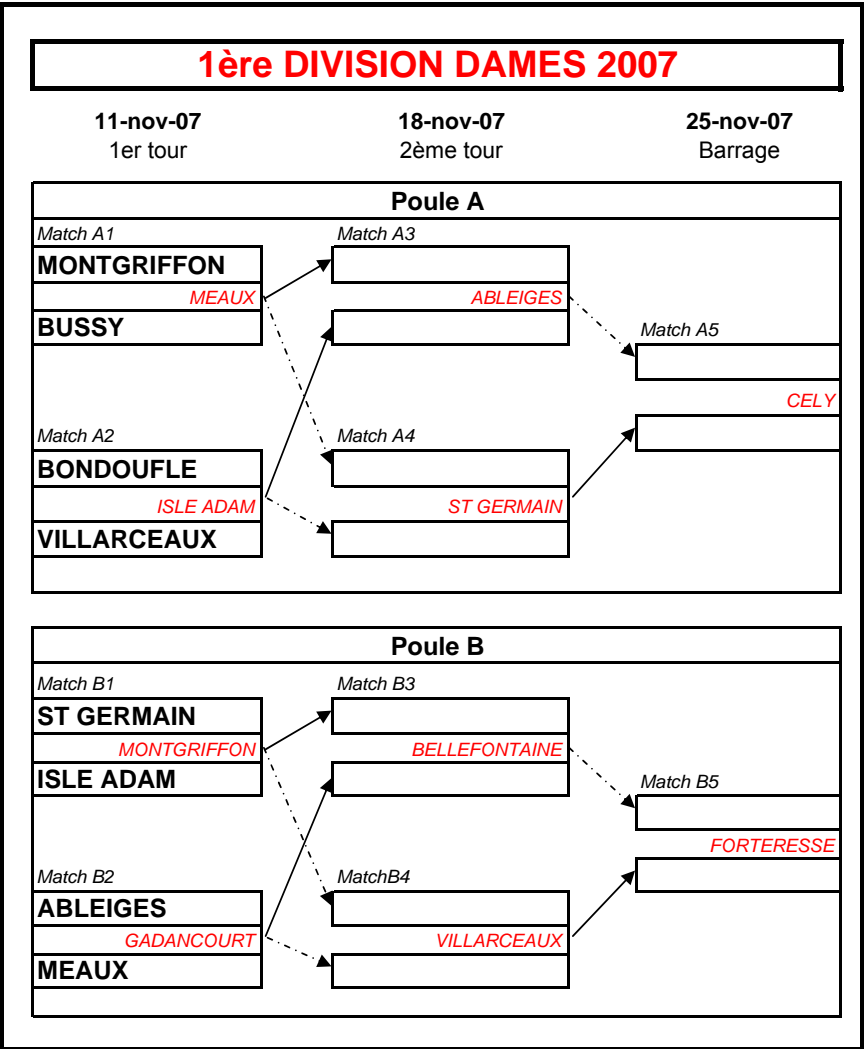 1ère DIVISION DAMES 2007
11-nov-07 18-nov-07 25-nov-07
1er tour 2ème tour Barrage
Poule A
Match A1 Match A3
MONTGRIFFON
MEAUX ABLEIGES
BUSSY Match A5
CELY
Match A2 Match A4
BONDOUFLE
ISLE ADAM ST GERMAIN
VILLARCEAUX
Poule B
Match B1 Match B3
ST GERMAIN
MONTGRIFFON BELLEFONTAINE
ISLE ADAM Match B5
FORTERESSE
Match B2 MatchB4
ABLEIGES
GADANCOURT VILLARCEAUX
MEAUX